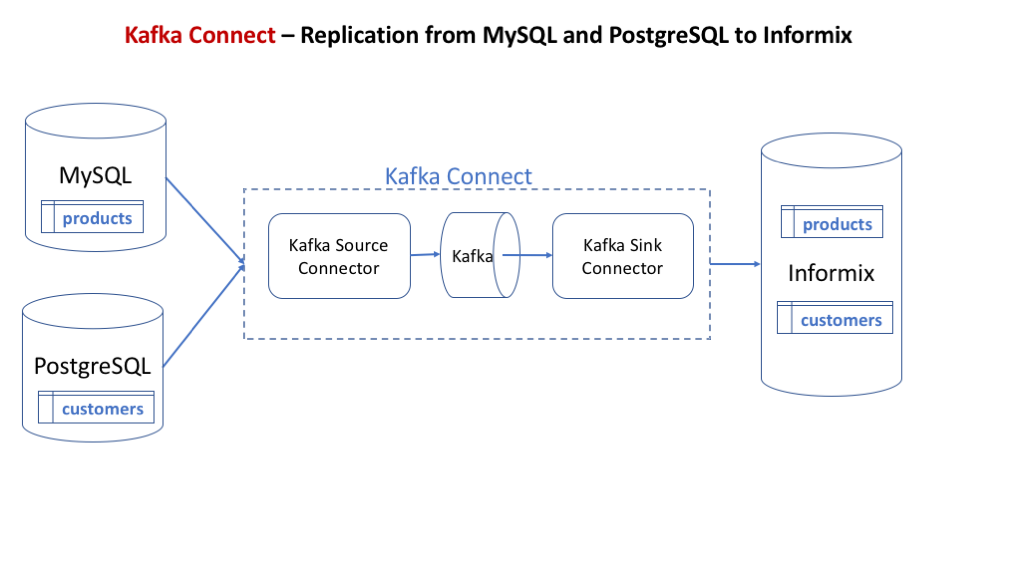 Kafka Connect – Replication from MySQL and PostgreSQL to Informix
MySQL
products
PostgreSQL
customers
Kafka Connect
Kafka Source
Connector
Kafka
Kafka Sink
Connector
products
Informix
customers